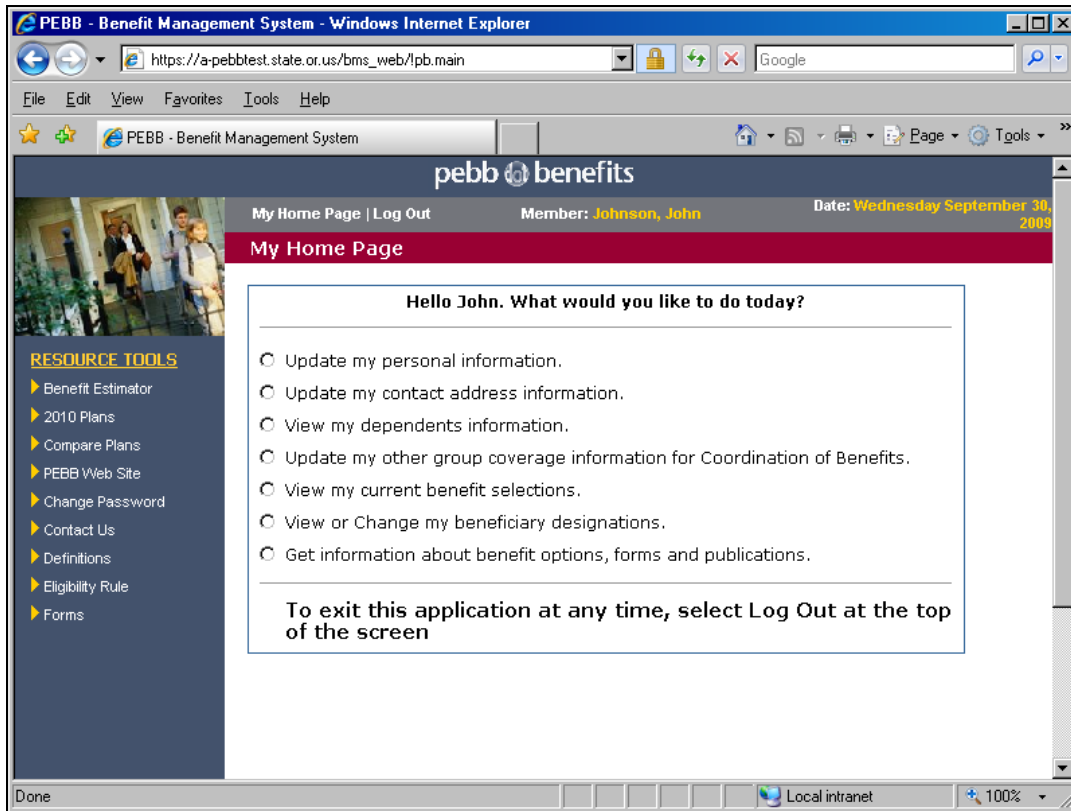 PEBB - Benefit Management System - Windows Internet Explorer
https://a-pebbtest.state.or.us/bms_web/!pb.main
Google
File Edit View Favorites Tools Help
PEBB - Benefit Management System
Page
Tools
pebb benefits
My Home Page | Log Out
Member: Johnson, John
Date: Wednesday September 30,
2009
My Home Page
Hello John. What would you like to do today?
Update my personal information.
Update my contact address information.
View my dependents information.
Update my other group coverage information for Coordination of Benefits.
View my current benefit selections.
View or Change my beneficiary designations.
Get information about benefit options, forms and publications.
To exit this application at any time, select Log Out at the top
of the screen
RESOURCE TOOLS
Benefit Estimator
2010 Plans
Compare Plans
PEBB Web Site
Change Password
Contact Us
Definitions
Eligibility Rule
Forms
Done
Local intranet
100%